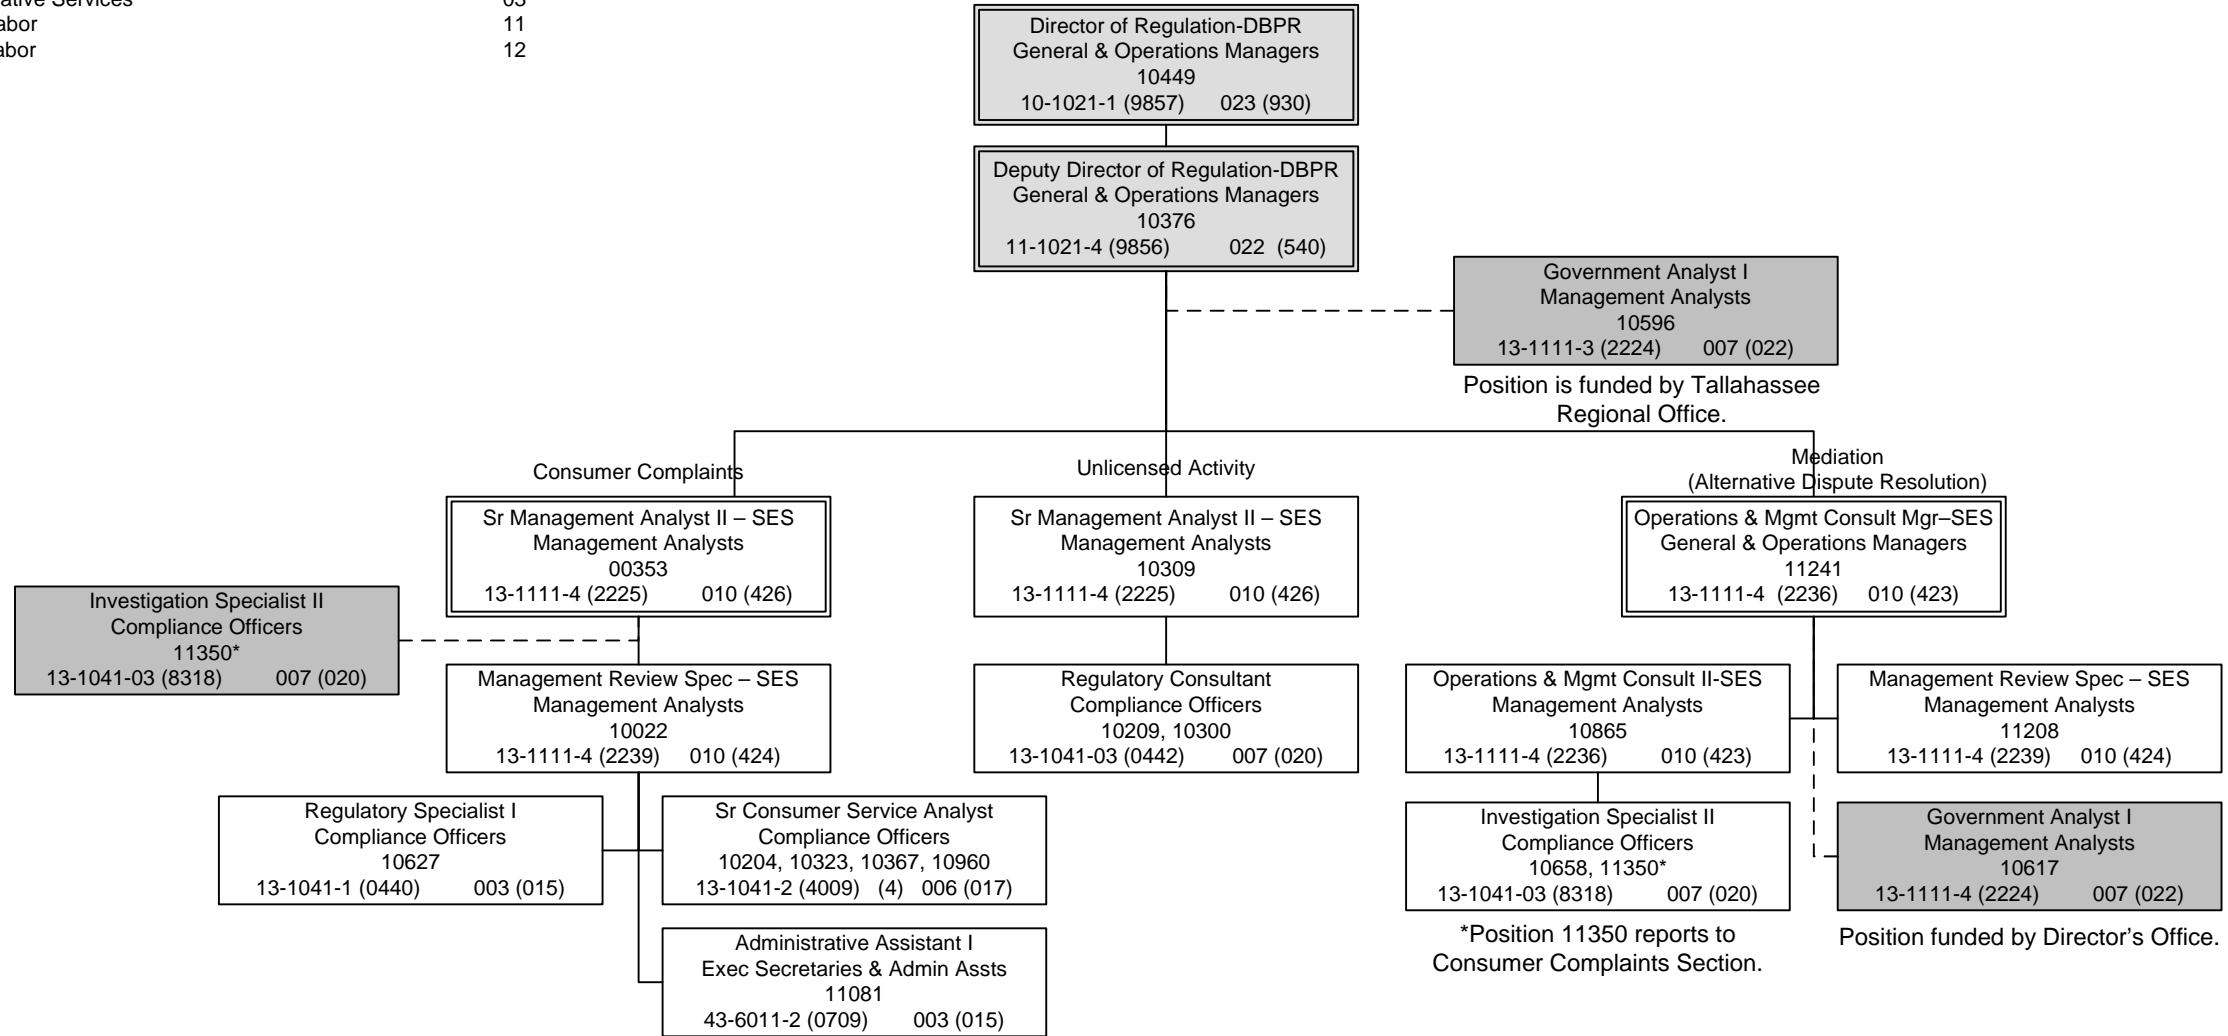 ative Services 03
abor 11
abor 12
Director of Regulation-DBPR
General & Operations Managers
10449
10-1021-1 (9857) 023 (930)
Deputy Director of Regulation-DBPR
General & Operations Managers
10376
11-1021-4 (9856) 022 (540)
Government Analyst I
Management Analysts
10596
13-1111-3 (2224) 007 (022)
Position is funded by Tallahassee
Regional Office.
Consumer Complaints
Sr Management Analyst II – SES
Management Analysts
00353
13-1111-4 (2225) 010 (426)
Investigation Specialist II
Compliance Officers
11350*
13-1041-03 (8318) 007 (020)
Management Review Spec – SES
Management Analysts
10022
13-1111-4 (2239) 010 (424)
Regulatory Specialist I
Compliance Officers
10627
13-1041-1 (0440) 003 (015)
Sr Consumer Service Analyst
Compliance Officers
10204, 10323, 10367, 10960
13-1041-2 (4009) (4) 006 (017)
Administrative Assistant I
Exec Secretaries & Admin Assts
11081
43-6011-2 (0709) 003 (015)
Unlicensed Activity
Sr Management Analyst II – SES
Management Analysts
10309
13-1111-4 (2225) 010 (426)
Regulatory Consultant
Compliance Officers
10209, 10300
13-1041-03 (0442) 007 (020)
Mediation
(Alternative Dispute Resolution)
Operations & Mgmt Consult Mgr–SES
General & Operations Managers
11241
13-1111-4 (2236) 010 (423)
Operations & Mgmt Consult II-SES
Management Analysts
10865
13-1111-4 (2236) 010 (423)
Management Review Spec – SES
Management Analysts
11208
13-1111-4 (2239) 010 (424)
Investigation Specialist II
Compliance Officers
10658, 11350*
13-1041-03 (8318) 007 (020)
*Position 11350 reports to
Consumer Complaints Section.
Government Analyst I
Management Analysts
10617
13-1111-4 (2224) 007 (022)
Position funded by Director’s Office.